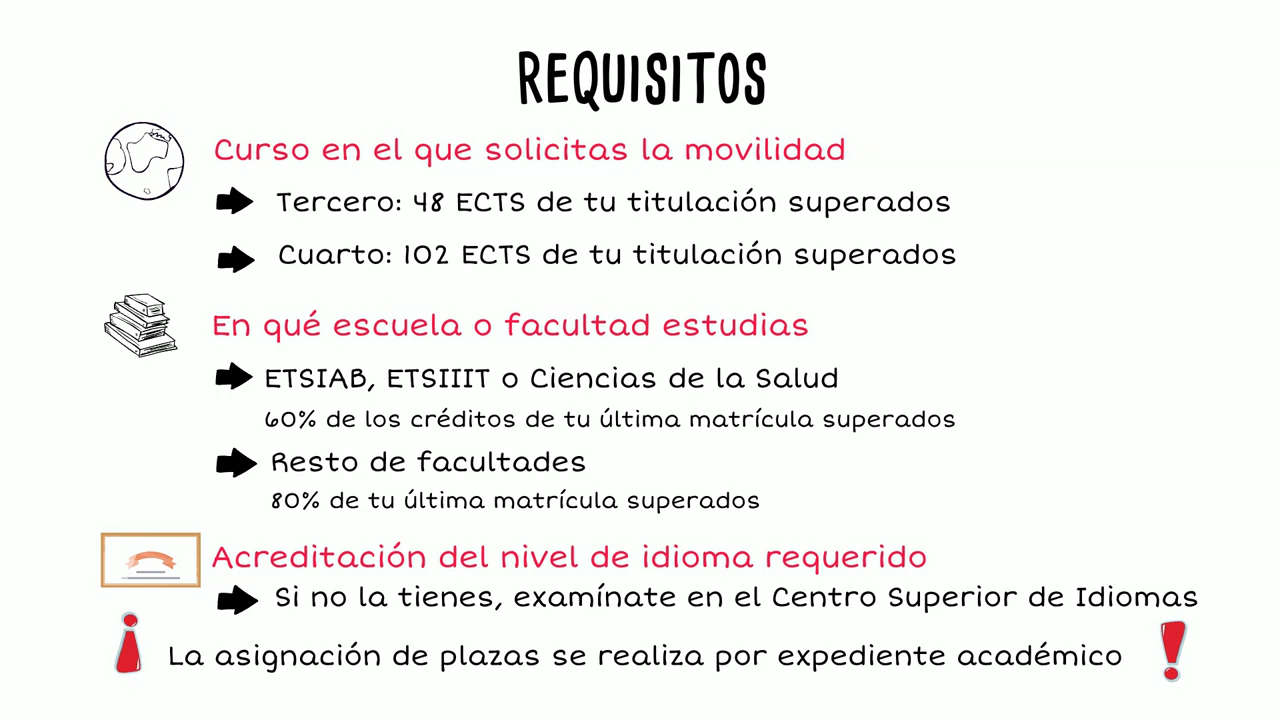 REQUISITOS
Curso en el que solicitas la movilidad
Tercero: 48 ECTS de tu titulación superados
Cuarto: 102 ECTS de tu titulación superados
En qué escuela o facultad estudias
ETSIAB, ETSIIIT o Ciencias de la Salud
60% de los créditos de tu última matrícula superados
Resto de facultades
80% de tu última matrícula superados
Acreditación del nivel de idioma requerido
Si no la tienes, examínate en el Centro Superior de Idiomas
¡ La asignación de plazas se realiza por expediente académico !